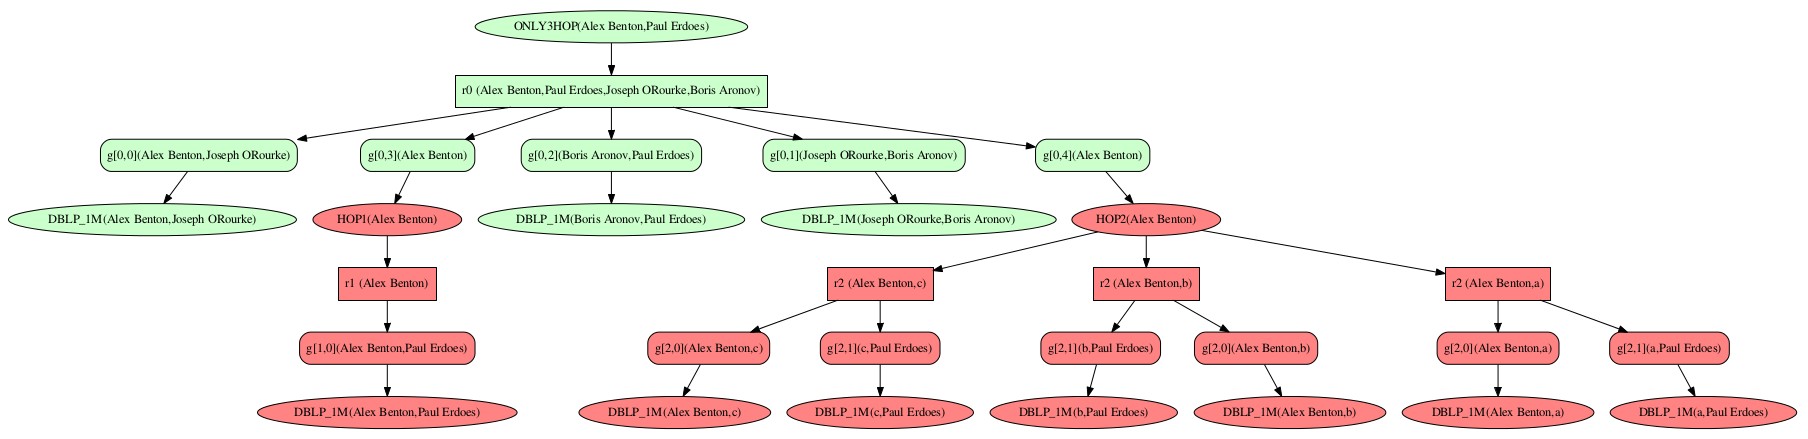 ONLY3HOP(Alex Benton,Paul Erdoes)
r0 (Alex Benton,Paul Erdoes,Joseph ORourke,Boris Aronov)
g[0,0](Alex Benton,Joseph ORourke)
g[0,3](Alex Benton)
g[0,2](Boris Aronov,Paul Erdoes)
g[0,1](Joseph ORourke,Boris Aronov)
g[0,4](Alex Benton)
DBLP_1M(Alex Benton,Joseph ORourke)
HOP1(Alex Benton)
DBLP_1M(Boris Aronov,Paul Erdoes)
DBLP_1M(Joseph ORourke,Boris Aronov)
HOP2(Alex Benton)
r1 (Alex Benton)
r2 (Alex Benton,c)
r2 (Alex Benton,b)
r2 (Alex Benton,a)
g[1,0](Alex Benton,Paul Erdoes)
g[2,0](Alex Benton,c)
g[2,1](c,Paul Erdoes)
g[2,1](b,Paul Erdoes)
g[2,0](Alex Benton,b)
g[2,0](Alex Benton,a)
g[2,1](a,Paul Erdoes)
DBLP_1M(Alex Benton,Paul Erdoes)
DBLP_1M(Alex Benton,c)
DBLP_1M(c,Paul Erdoes)
DBLP_1M(b,Paul Erdoes)
DBLP_1M(Alex Benton,b)
DBLP_1M(Alex Benton,a)
DBLP_1M(a,Paul Erdoes)